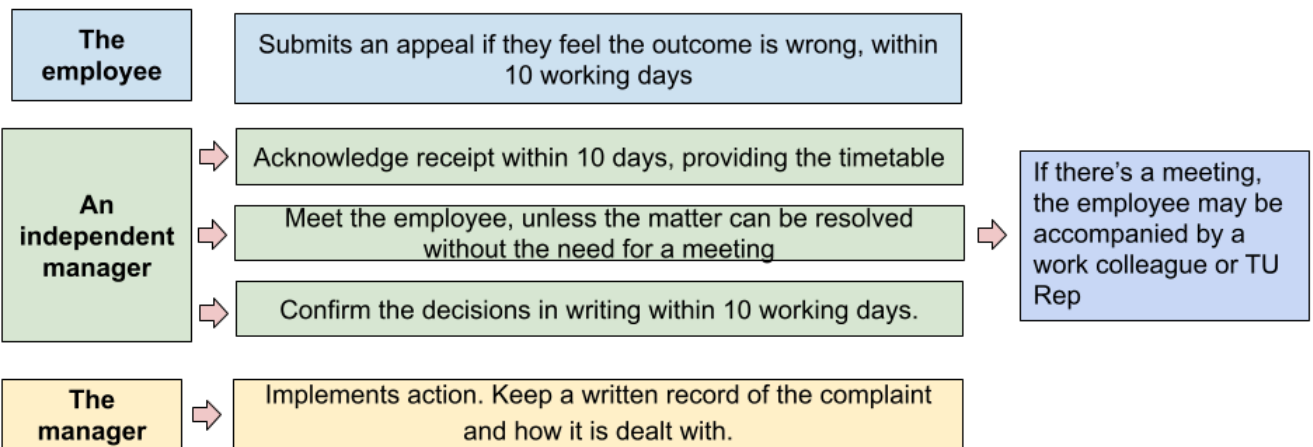 The
employee
Submits an appeal if they feel the outcome is wrong, within
10 working days
An
independent
manager
Acknowledge receipt within 10 days, providing the timetable
Meet the employee, unless the matter can be resolved
without the need for a meeting
Confirm the decisions in writing within 10 working days.
If there's a meeting,
the employee may be
accompanied by a
work colleague or TU
Rep
The
manager
Implements action. Keep a written record of the complaint
and how it is dealt with.